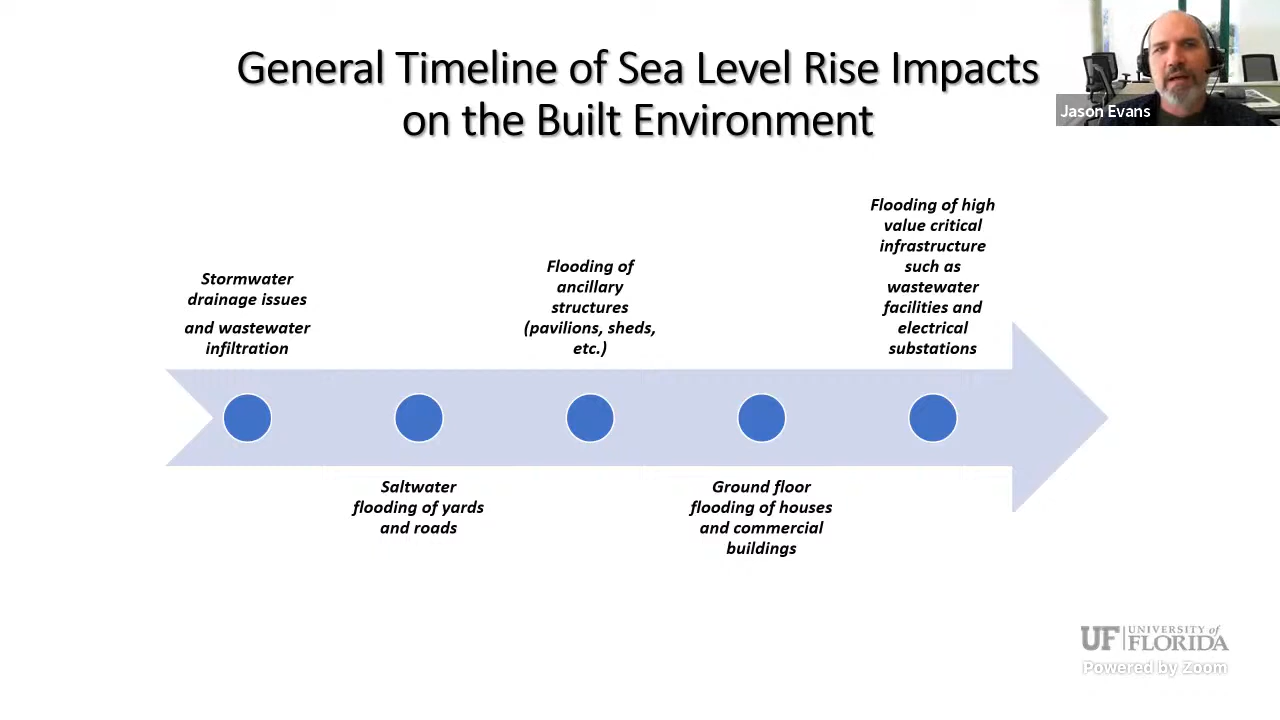 General Timeline of Sea Level Rise Impacts
on the Built Environment
Jason Evans
Stormwater
drainage issues
and wastewater
infiltration
Saltwater
flooding of yards
and roads
Flooding of
ancillary
structures
(pavilions, sheds,
etc.)
Ground floor
flooding of houses
and commercial
buildings
Flooding of high
value critical
infrastructure
such as
wastewater
facilities and
electrical
substations
UF UNIVERSITY of
FLORIDA
Powered by Zoom